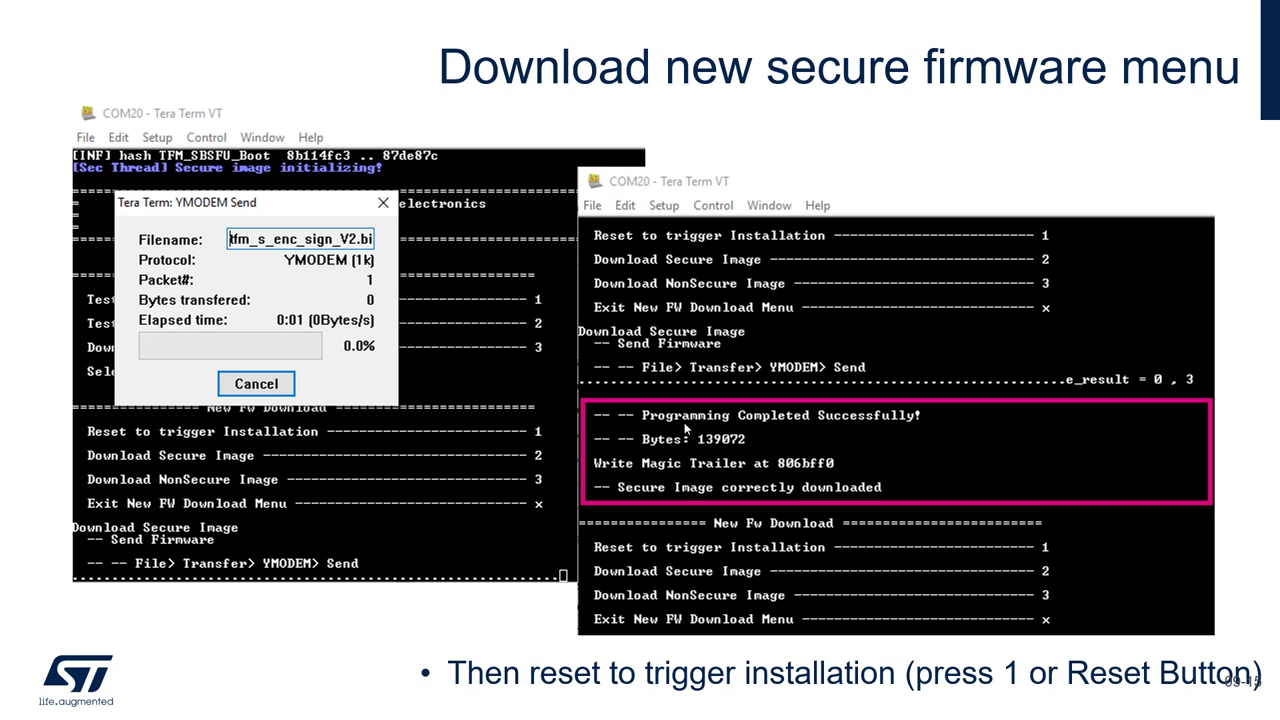 Download new secure firmware menu
COM20 - Tera Term VT
File Edit Setup Control Window Help
[INF] hash TFM_SBSFU_Boot 8b114fc3 .. 87de87c
[Sec Thread] Secure image initializing!
Tera Term: YMODEM Send
electronics
Filename: tfm_s_enc_sign_V2.bi
Protocol: YMODEM (1k)
Packet#: 1
Bytes transfered: 0
Elapsed time: 0:01 (0Bytes/s)
0.0%
Cancel
Test 1
Test 2
Down 3
Sele
New FW Download
Reset to trigger Installation ------------------------- 1
Download Secure Image ------------------------- 2
Download NonSecure Image ------------------------- 3
Exit New FW Download Menu ------------------------- x
Download Secure Image
-- Send Firmware
-- -- File> Transfer> YMODEM> Send
COM20 - Tera Term VT
File Edit Setup Control Window Help
Reset to trigger Installation ------------------------- 1
Download Secure Image ------------------------- 2
Download NonSecure Image ------------------------- 3
Exit New FW Download Menu ------------------------- x
Download Secure Image
-- Send Firmware
-- -- File> Transfer> YMODEM> Send
............................................................e_result = 0 , 3
-- -- Programming Completed Successfully!
-- -- Bytes: 139072
Write Magic Trailer at 806bff0
-- Secure Image correctly downloaded
================ New Fw Download =========================
Reset to trigger Installation ------------------------- 1
Download Secure Image ------------------------- 2
Download NonSecure Image ------------------------- 3
Exit New FW Download Menu ------------------------- x
• Then reset to trigger installation (press 1 or Reset Button)
ST
life.augmented